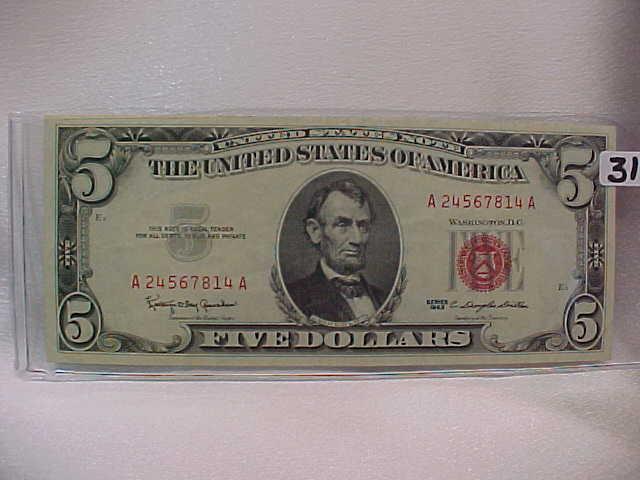 UNITED STATES NOTE
THE UNITED STATES OF AMERICA
5
5
31
A 24567814 A
THIS NOTE IS LEGAL TENDER
FOR ALL DEBTS, PUBLIC AND PRIVATE
5
WASHINGTON, D.C.
A 24567814 A
SERIES
1963
5
5
FIVE DOLLARS